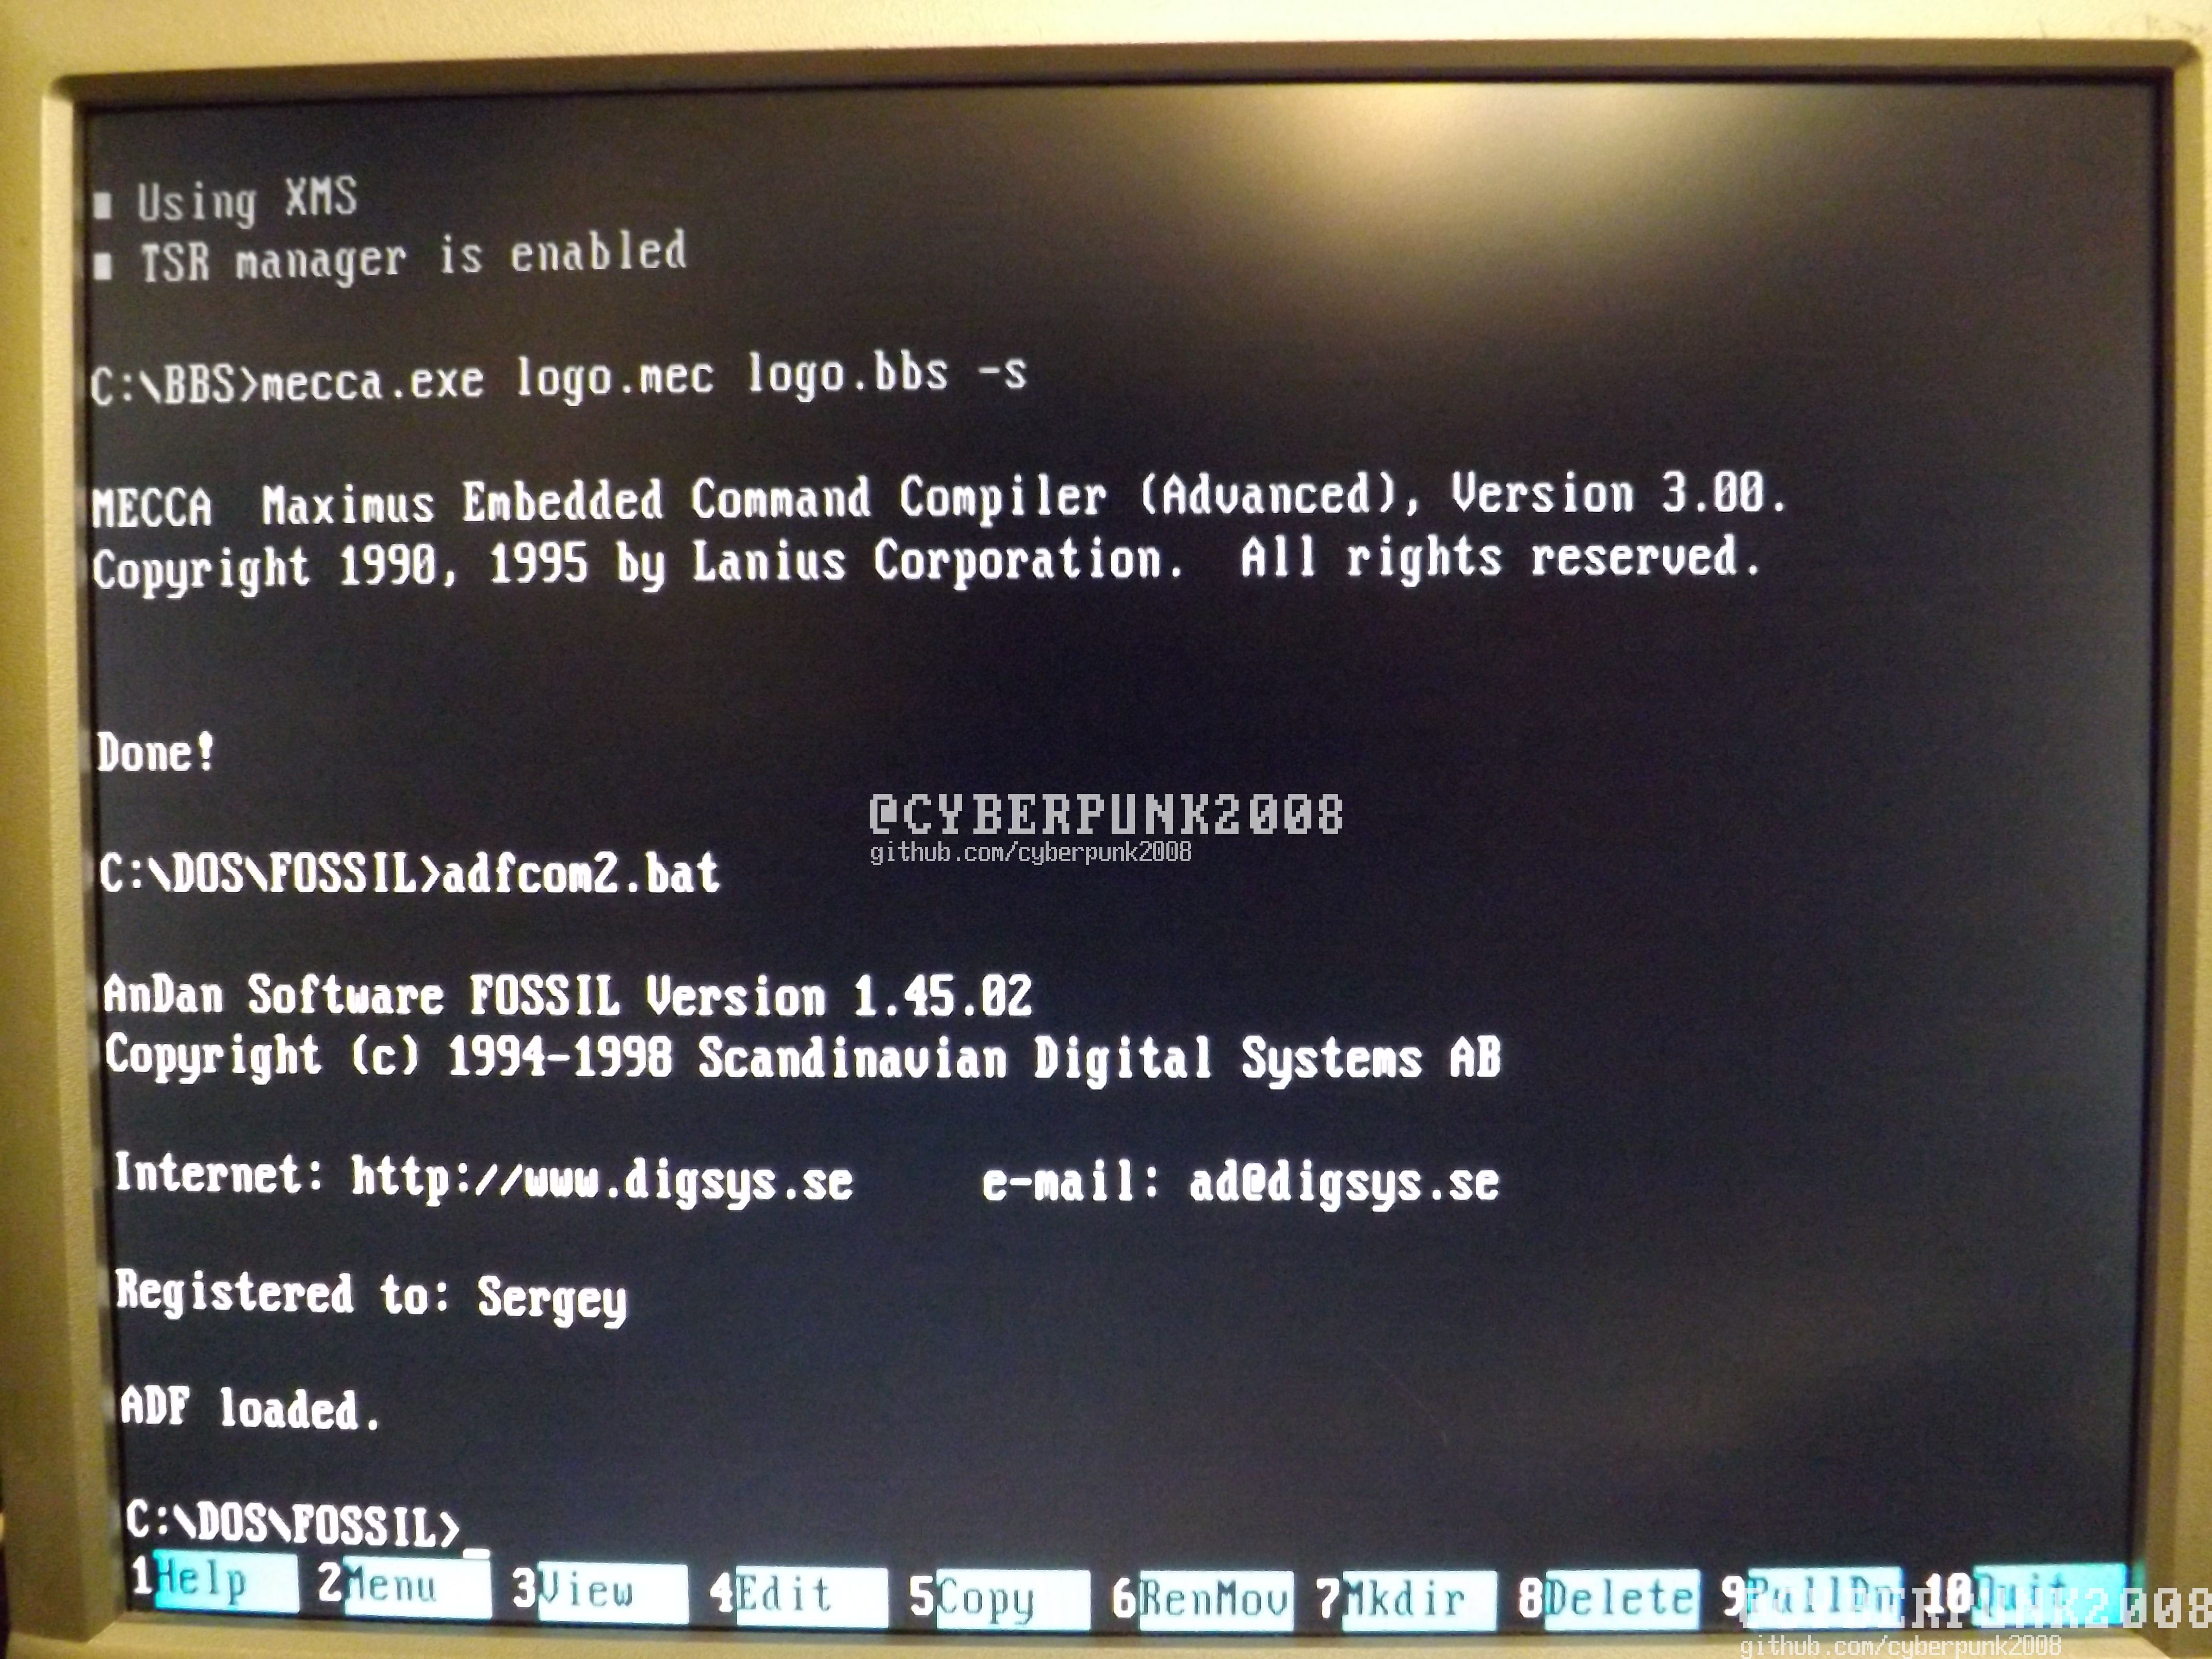 ■ Using XMS
■ TSR manager is enabled
C:\BBS>mecca.exe logo.mec logo.bbs -s
MECCA  Maximus Embedded Command Compiler (Advanced), Version 3.00.
Copyright 1990, 1995 by Lanius Corporation.  All rights reserved.
Done!
@CYBERPUNK2008
github.com/cyberpunk2008
C:\DOS\FOSSIL>adfcom2.bat
AnDan Software FOSSIL Version 1.45.02
Copyright (c) 1994-1998 Scandinavian Digital Systems AB
Internet: http://www.digsys.se     e-mail: ad@digsys.se
Registered to: Sergey
ADF loaded.
C:\DOS\FOSSIL>_
1Help 2Menu 3View 4Edit 5Copy 6RenMov 7Mkdir 8Delete 9PullDn 10Quit
CYBERPUNK2008
github.com/cyberpunk2008